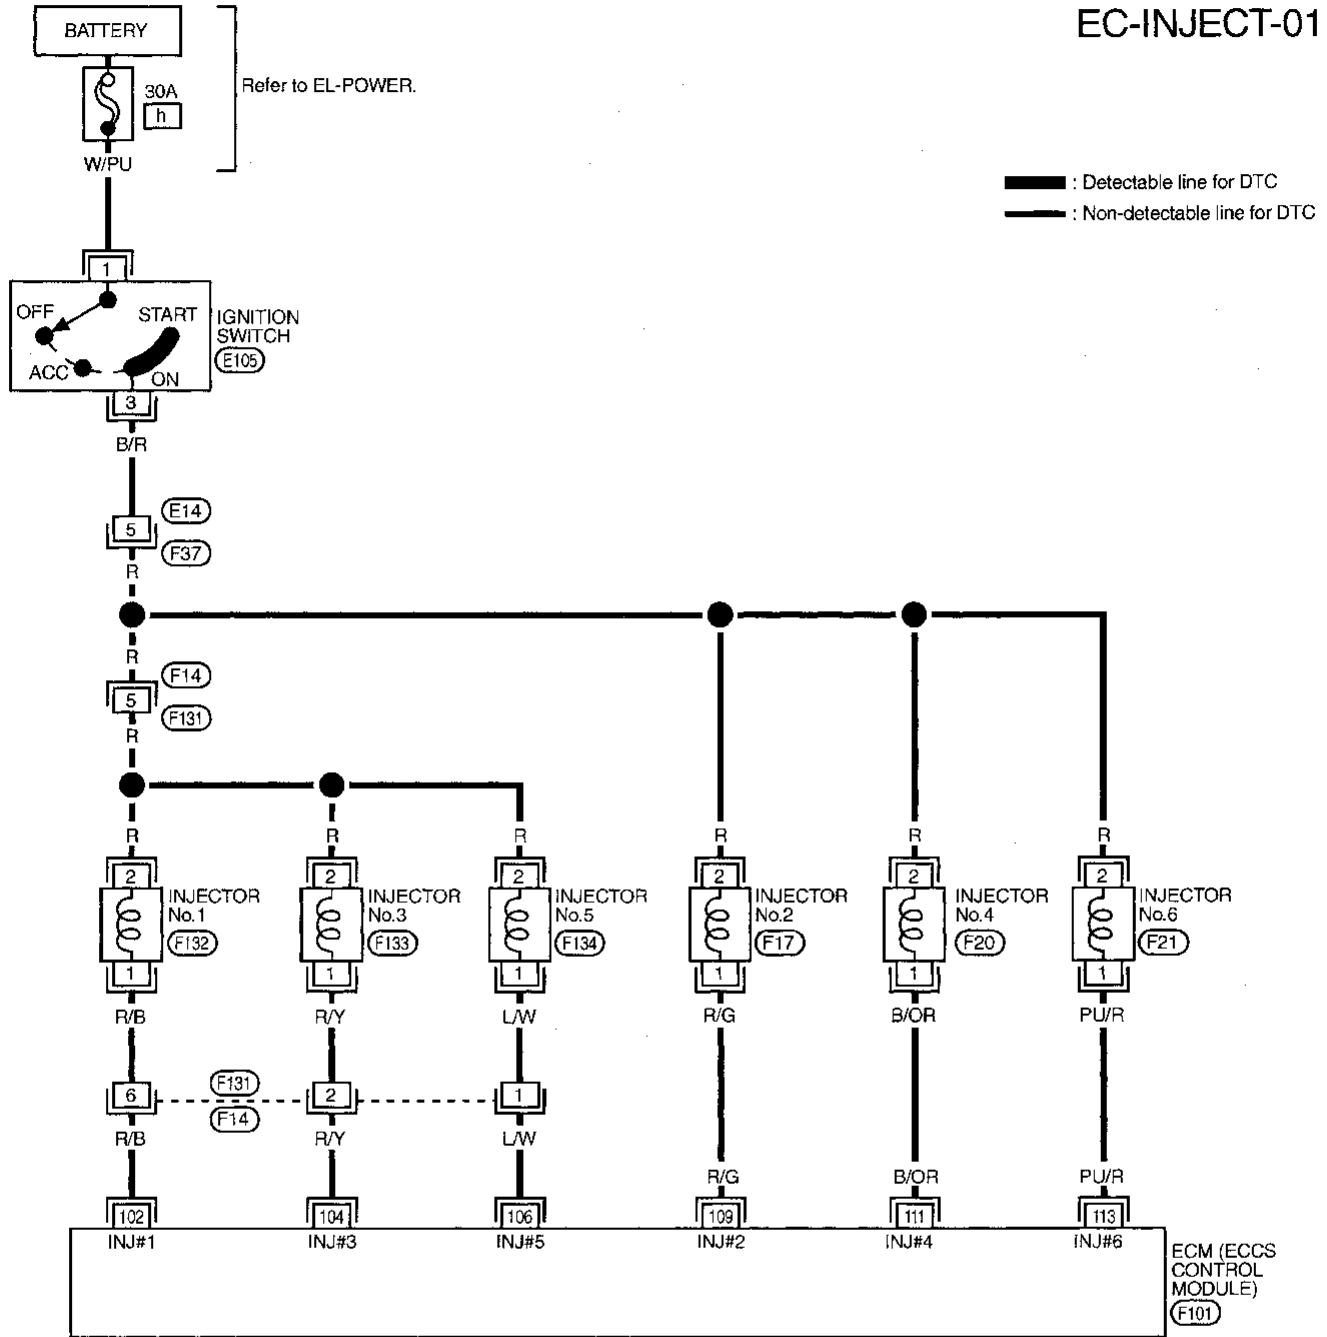 EC-INJECT-01
BATTERY
30A
h
Refer to EL-POWER.
W/PU
: Detectable line for DTC
: Non-detectable line for DTC
1
OFF
START
ACC
ON
IGNITION
SWITCH
E105
3
B/R
E14
5
F37
R
R
F14
5
F131
R
R R R R R R
2 2 2 2 2 2
INJECTOR
No.1
F132
INJECTOR
No.3
F133
INJECTOR
No.5
F134
INJECTOR
No.2
F17
INJECTOR
No.4
F20
INJECTOR
No.6
F21
1 1 1 1 1 1
R/B R/Y L/W R/G B/OR PU/R
F131
6 2 1
F14
R/B R/Y L/W
R/G B/OR PU/R
102 104 106 109 111 113
INJ#1 INJ#3 INJ#5 INJ#2 INJ#4 INJ#6
ECM (ECCS
CONTROL
MODULE)
F101